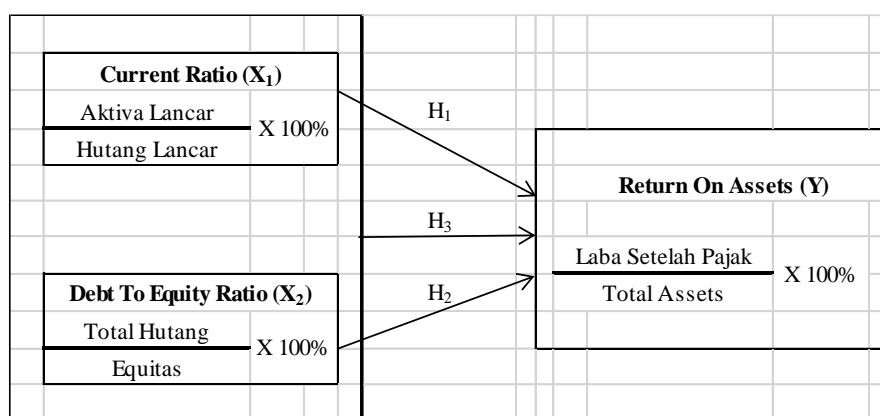 Current Ratio (X₁)
Aktiva Lancar
X 100%
Hutang Lancar
H₁
Return On Assets (Y)
H₃
Laba Setelah Pajak
X 100%
Total Assets
Debt To Equity Ratio (X₂)
H₂
Total Hutang
X 100%
Equitas